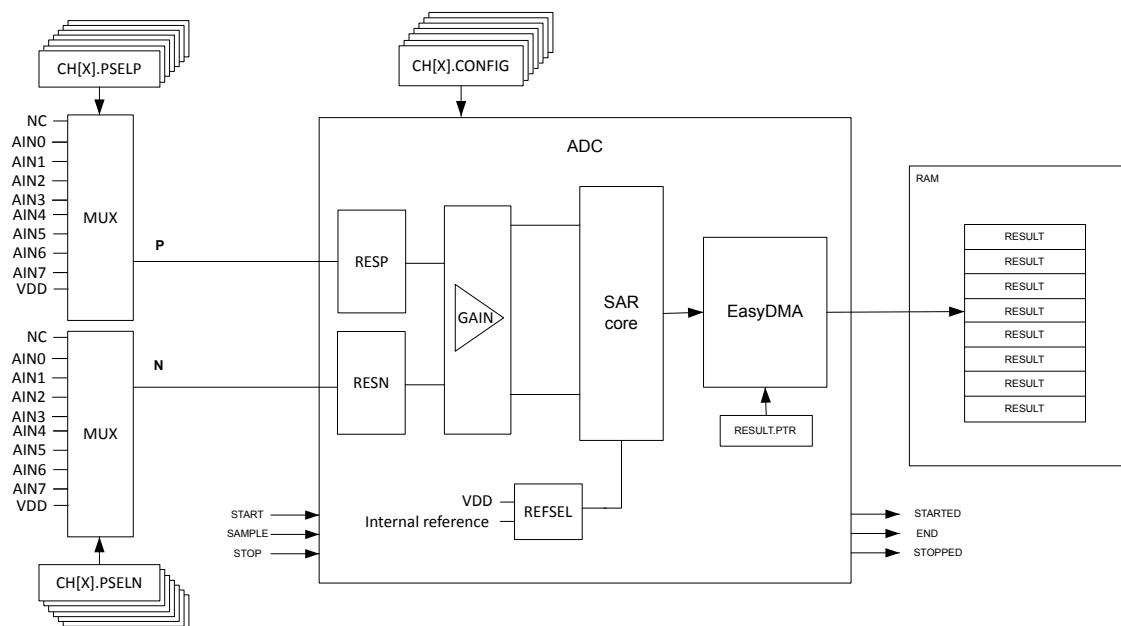 CH[X].PSELP
CH[X].CONFIG
NC
AIN0
AIN1
AIN2
AIN3
AIN4
AIN5
AIN6
AIN7
VDD
MUX
P
ADC
RESP
GAIN
SAR
core
EasyDMA
RAM
RESULT
RESULT
RESULT
RESULT
RESULT
RESULT
RESULT
RESULT
NC
AIN0
AIN1
AIN2
AIN3
AIN4
AIN5
AIN6
AIN7
VDD
MUX
N
RESN
RESULT.PTR
VDD
Internal reference
REFSEL
START
SAMPLE
STOP
STARTED
END
STOPPED
CH[X].PSELN